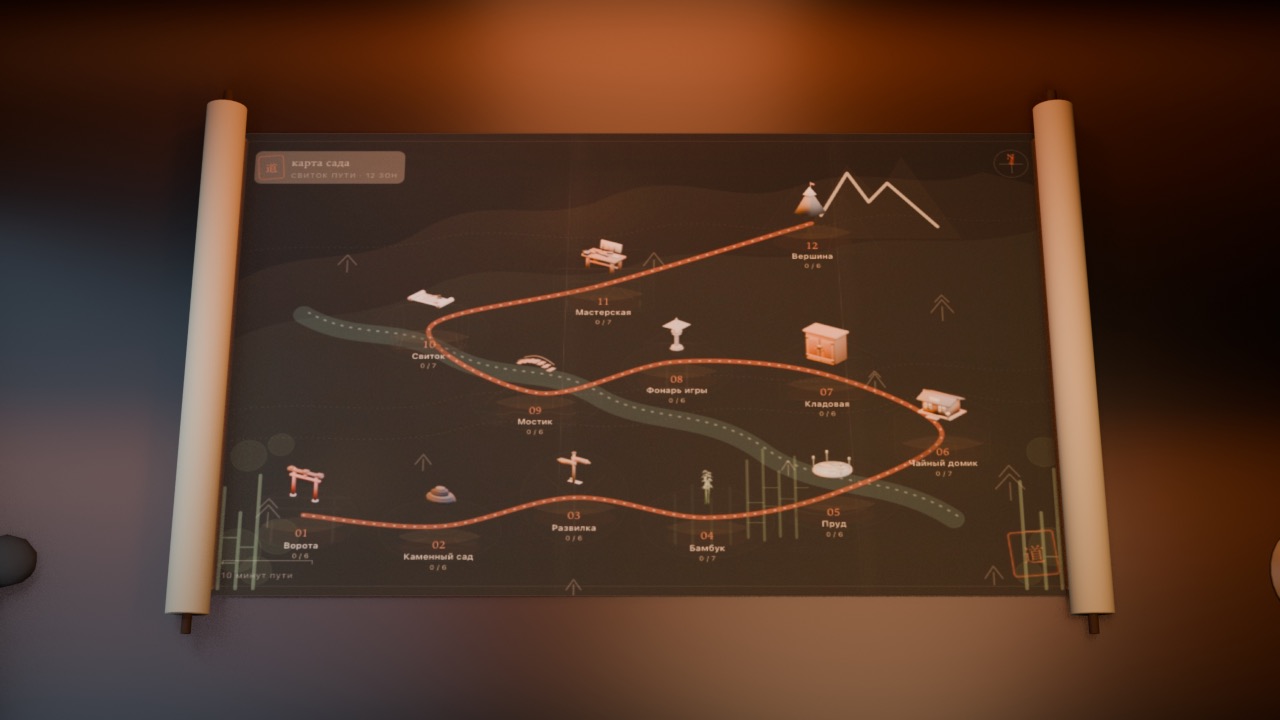 道
карта сада
СВИТОК ПУТИ · 12 ЗОН
N
12
Вершина
0/6
11
Мастерская
0/7
10
Свиток
0/7
09
Мостик
0/6
08
Фонарь игры
0/6
07
Кладовая
0/6
06
Чайный домик
0/7
05
Пруд
0/6
04
Бамбук
0/7
03
Развилка
0/6
02
Каменный сад
0/6
01
Ворота
0/6
10 минут пути
道